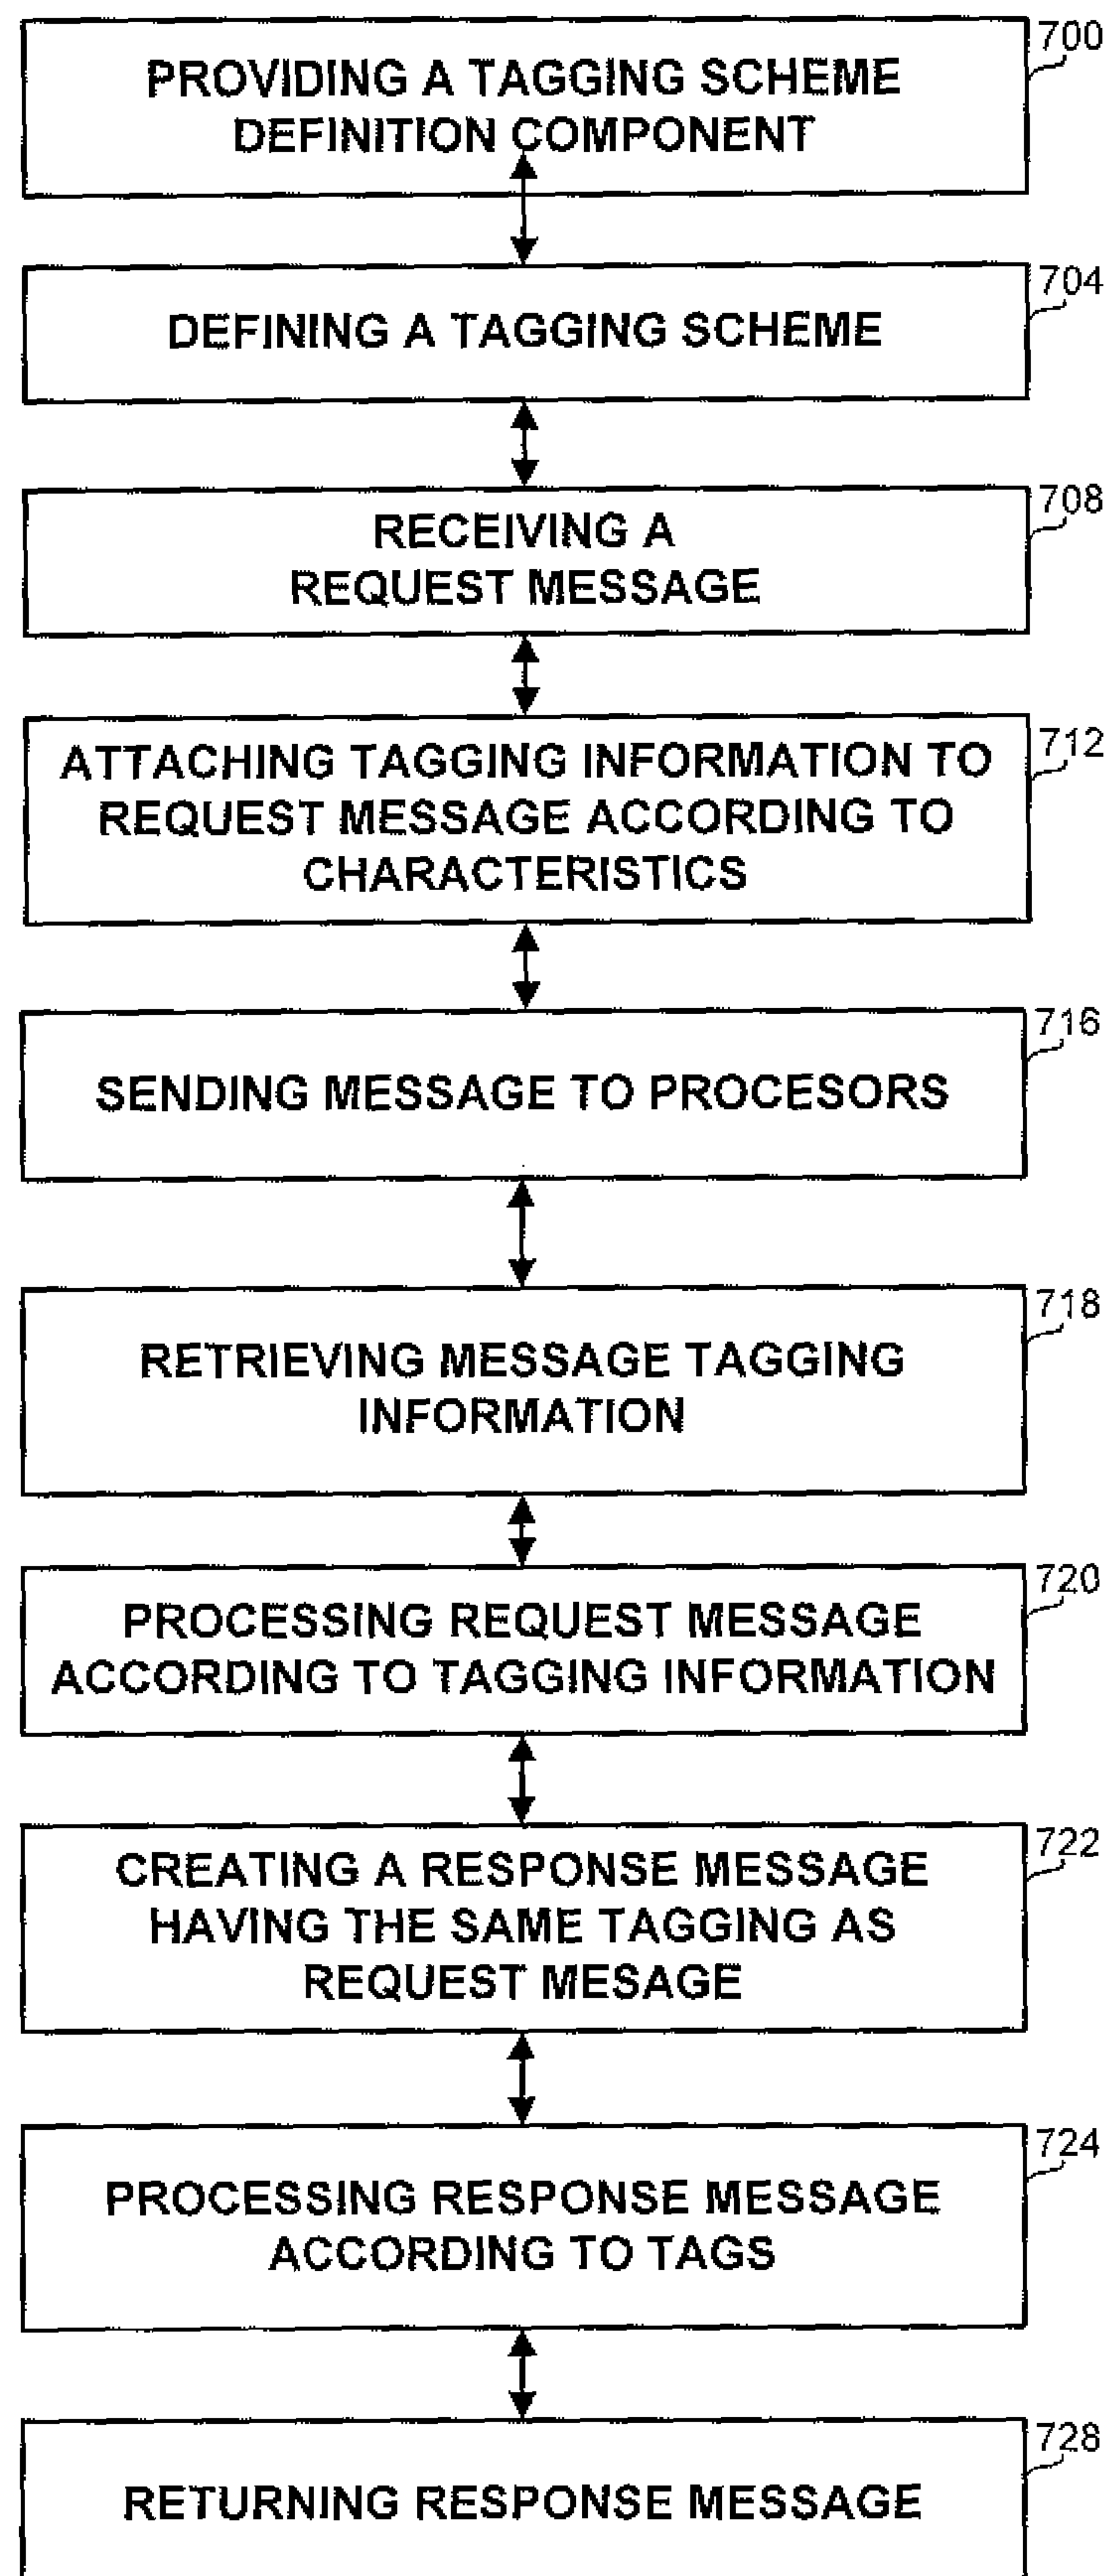 700
PROVIDING A TAGGING SCHEME
DEFINITION COMPONENT
704
DEFINING A TAGGING SCHEME
708
RECEIVING A
REQUEST MESSAGE
712
ATTACHING TAGGING INFORMATION TO
REQUEST MESSAGE ACCORDING TO
CHARACTERISTICS
716
SENDING MESSAGE TO PROCESORS
718
RETRIEVING MESSAGE TAGGING
INFORMATION
720
PROCESSING REQUEST MESSAGE
ACCORDING TO TAGGING INFORMATION
722
CREATING A RESPONSE MESSAGE
HAVING THE SAME TAGGING AS
REQUEST MESAGE
724
PROCESSING RESPONSE MESSAGE
ACCORDING TO TAGS
728
RETURNING RESPONSE MESSAGE